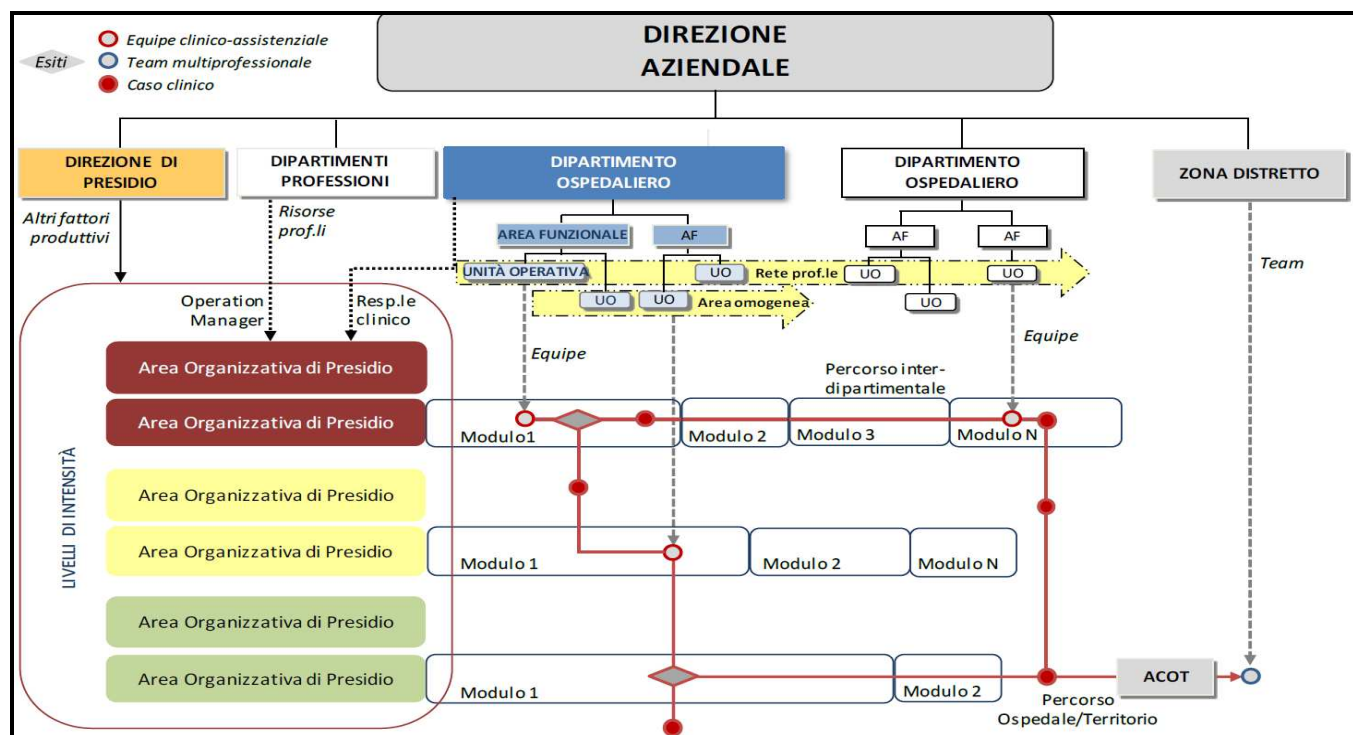 DIREZIONE
AZIENDALE
Esiti
Equipe clinico-assistenziale
Team multiprofessionale
Caso clinico
DIREZIONE DI
PRESIDIO
DIPARTIMENTI
PROFESSIONI
DIPARTIMENTO
OSPEDALIERO
DIPARTIMENTO
OSPEDALIERO
ZONA DISTRETTO
Altri fattori
produttivi
Risorse
prof.li
AREA FUNZIONALE
AF
AF
AF
UNITÀ OPERATIVA
UO
Rete prof.le
UO
UO
UO
UO
Area omogenea
UO
Team
Operation
Manager
Resp.le
clinico
Equipe
Equipe
LIVELLI DI INTENSITÀ
Area Organizzativa di Presidio
Percorso inter-
dipartimentale
Area Organizzativa di Presidio
Modulo1
Modulo 2
Modulo 3
Modulo N
Area Organizzativa di Presidio
Area Organizzativa di Presidio
Modulo 1
Modulo 2
Modulo N
Area Organizzativa di Presidio
Area Organizzativa di Presidio
Modulo 1
Modulo 2
ACOT
Percorso
Ospedale/Territorio